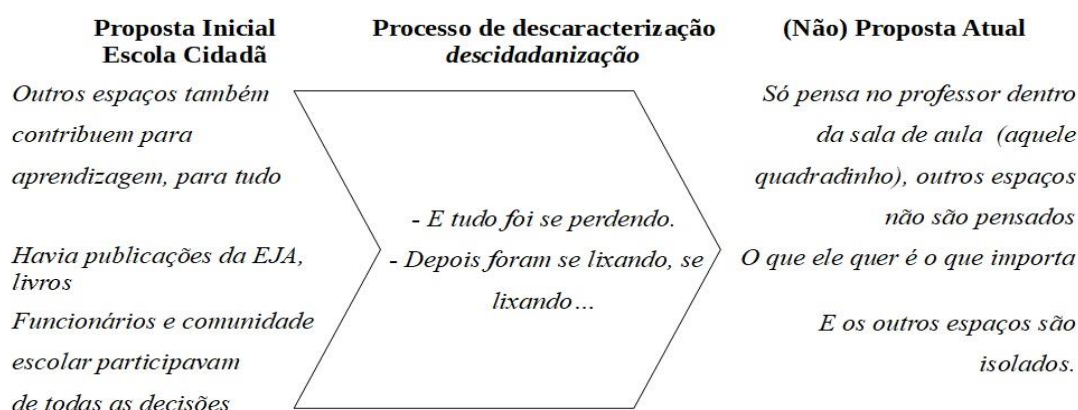 Proposta Inicial
Escola Cidadã
Outros espaços também
contribuem para
aprendizagem, para tudo
Havia publicações da EJA,
livros
Funcionários e comunidade
escolar participavam
de todas as decisões
Processo de descaracterização
descidadanização
- E tudo foi se perdendo.
- Depois foram se lixando, se
lixando...
(Não) Proposta Atual
Só pensa no professor dentro
da sala de aula (aquele
quadradinho), outros espaços
não são pensados
O que ele quer é o que importa
E os outros espaços são
isolados.